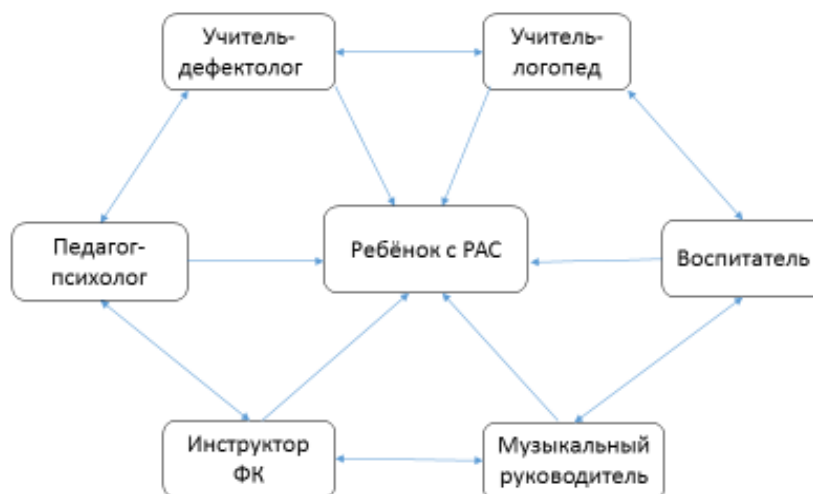 Учитель-
дефектолог
Учитель-
логопед
Педагог-
психолог
Ребёнок с РАС
Воспитатель
Инструктор
ФК
Музыкальный
руководитель